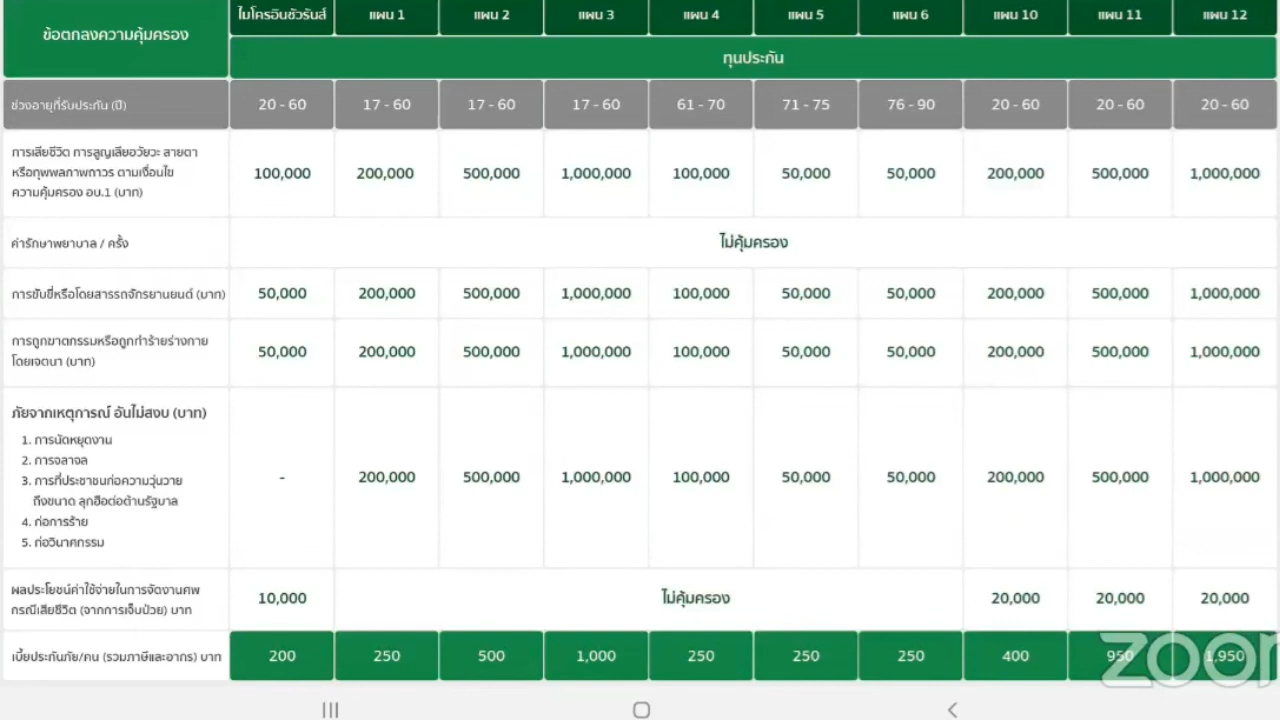 ข้อตกลงความคุ้มครอง ไมโครอินชัวรันส์ แผน 1 แผน 2 แผน 3 แผน 4 แผน 5 แผน 6 แผน 10 แผน 11 แผน 12
ทุนประกัน
ช่วงอายุที่รับประกัน (ปี) 20 - 60 17 - 60 17 - 60 17 - 60 61 - 70 71 - 75 76 - 90 20 - 60 20 - 60 20 - 60
การเสียชีวิต การสูญเสียอวัยวะ สายตา
หรือทุพพลภาพถาวร ตามเงื่อนไข
ความคุ้มครอง อบ.1 (บาท)
100,000 200,000 500,000 1,000,000 100,000 50,000 50,000 200,000 500,000 1,000,000
ค่ารักษาพยาบาล / ครั้ง ไม่คุ้มครอง
การขับขี่หรือโดยสารรถจักรยานยนต์ (บาท) 50,000 200,000 500,000 1,000,000 100,000 50,000 50,000 200,000 500,000 1,000,000
การถูกฆาตกรรมหรือถูกทำร้ายร่างกาย
โดยเจตนา (บาท)
50,000 200,000 500,000 1,000,000 100,000 50,000 50,000 200,000 500,000 1,000,000
ภัยจากเหตุการณ์ อันไม่สงบ (บาท)
1. การนัดหยุดงาน
2. การจลาจล
3. การที่ประชาชนก่อความวุ่นวาย
ถึงขนาด ลุกฮือต่อต้านรัฐบาล
4. ก่อการร้าย
5. ก่อวินาศกรรม
- 200,000 500,000 1,000,000 100,000 50,000 50,000 200,000 500,000 1,000,000
ผลประโยชน์ค่าใช้จ่ายในการจัดงานศพ
กรณีเสียชีวิต (จากการเจ็บป่วย) บาท
10,000 ไม่คุ้มครอง 20,000 20,000 20,000
เบี้ยประกันภัย/คน (รวมภาษีและอากร) บาท 200 250 500 1,000 250 250 250 400 950 1,950
zoom